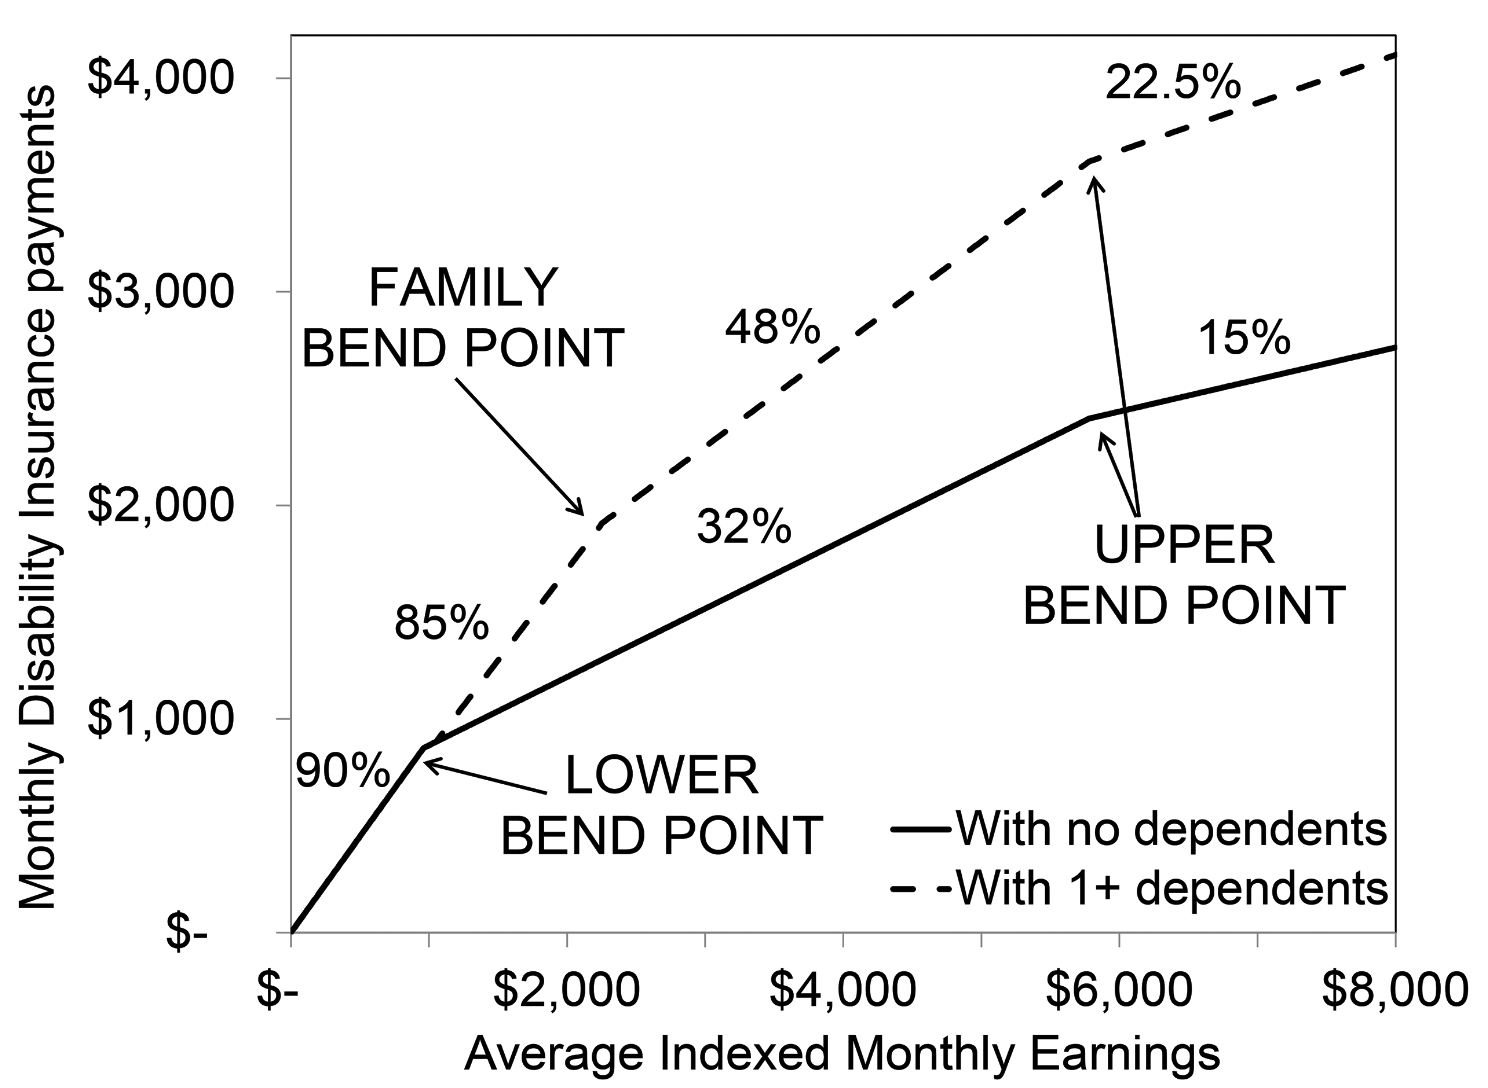 Monthly Disability Insurance payments
$4,000
$3,000
$2,000
$1,000
$-
22.5%
FAMILY
BEND POINT
48%
15%
32%
UPPER
BEND POINT
85%
90%
LOWER
BEND POINT
With no dependents
With 1+ dependents
$-
$2,000
$4,000
$6,000
$8,000
Average Indexed Monthly Earnings